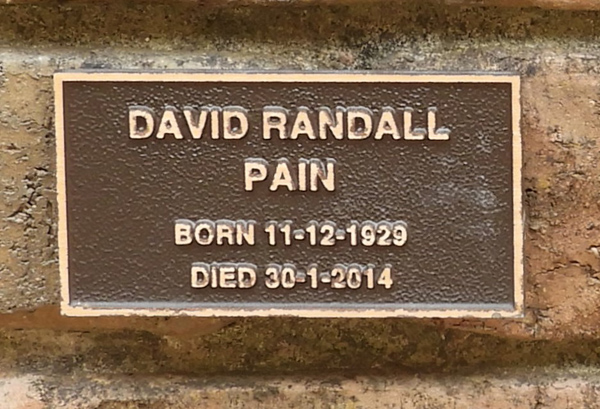 DAVID RANDALL
PAIN
BORN 11-12-1929
DIED 30-1-2014